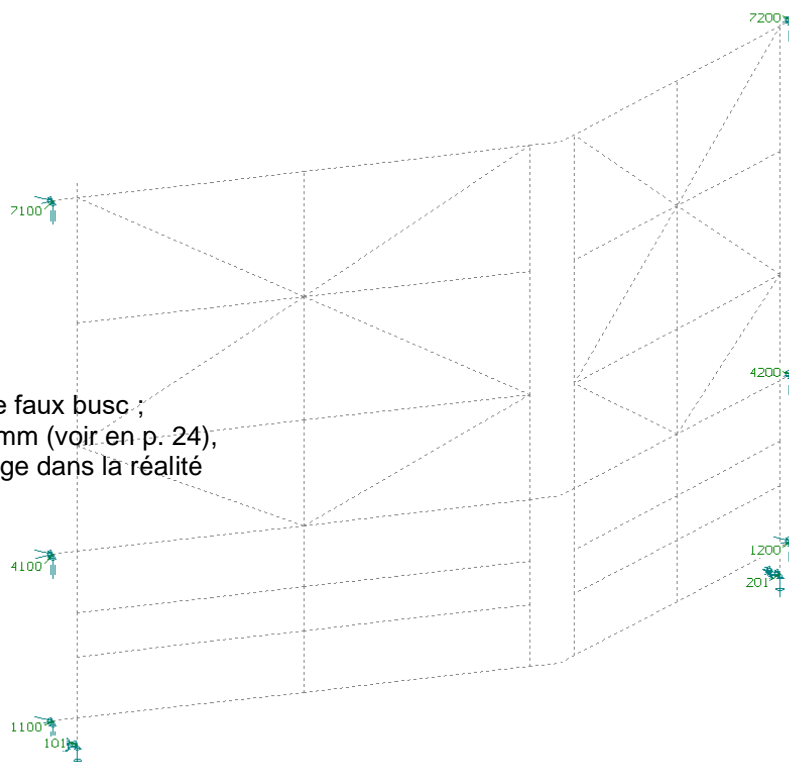 7200
7100
e faux busc ;
4200
mm (voir en p. 24),
ge dans la réalité
4100
1200
201
1100
101